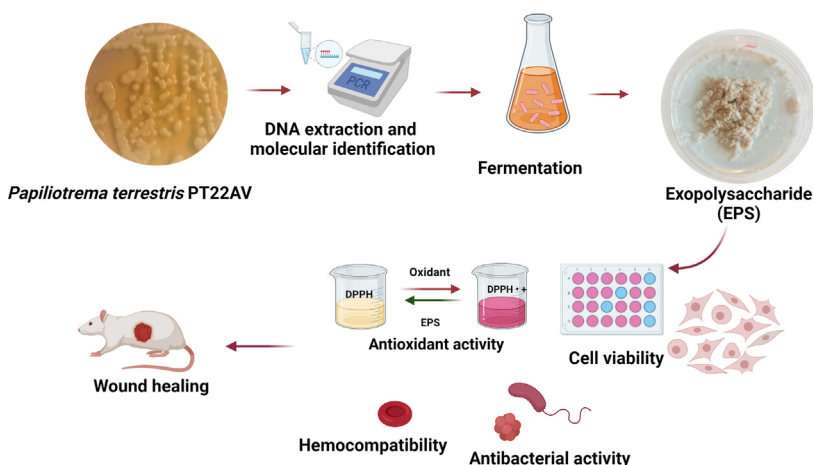 PCR
DNA extraction and
molecular identification
Fermentation
Papiliotrema terrestris PT22AV
Exopolysaccharide
(EPS)
DPPH
Oxidant
EPS
DPPH • +
Antioxidant activity
Cell viability
Wound healing
Hemocompatibility
Antibacterial activity